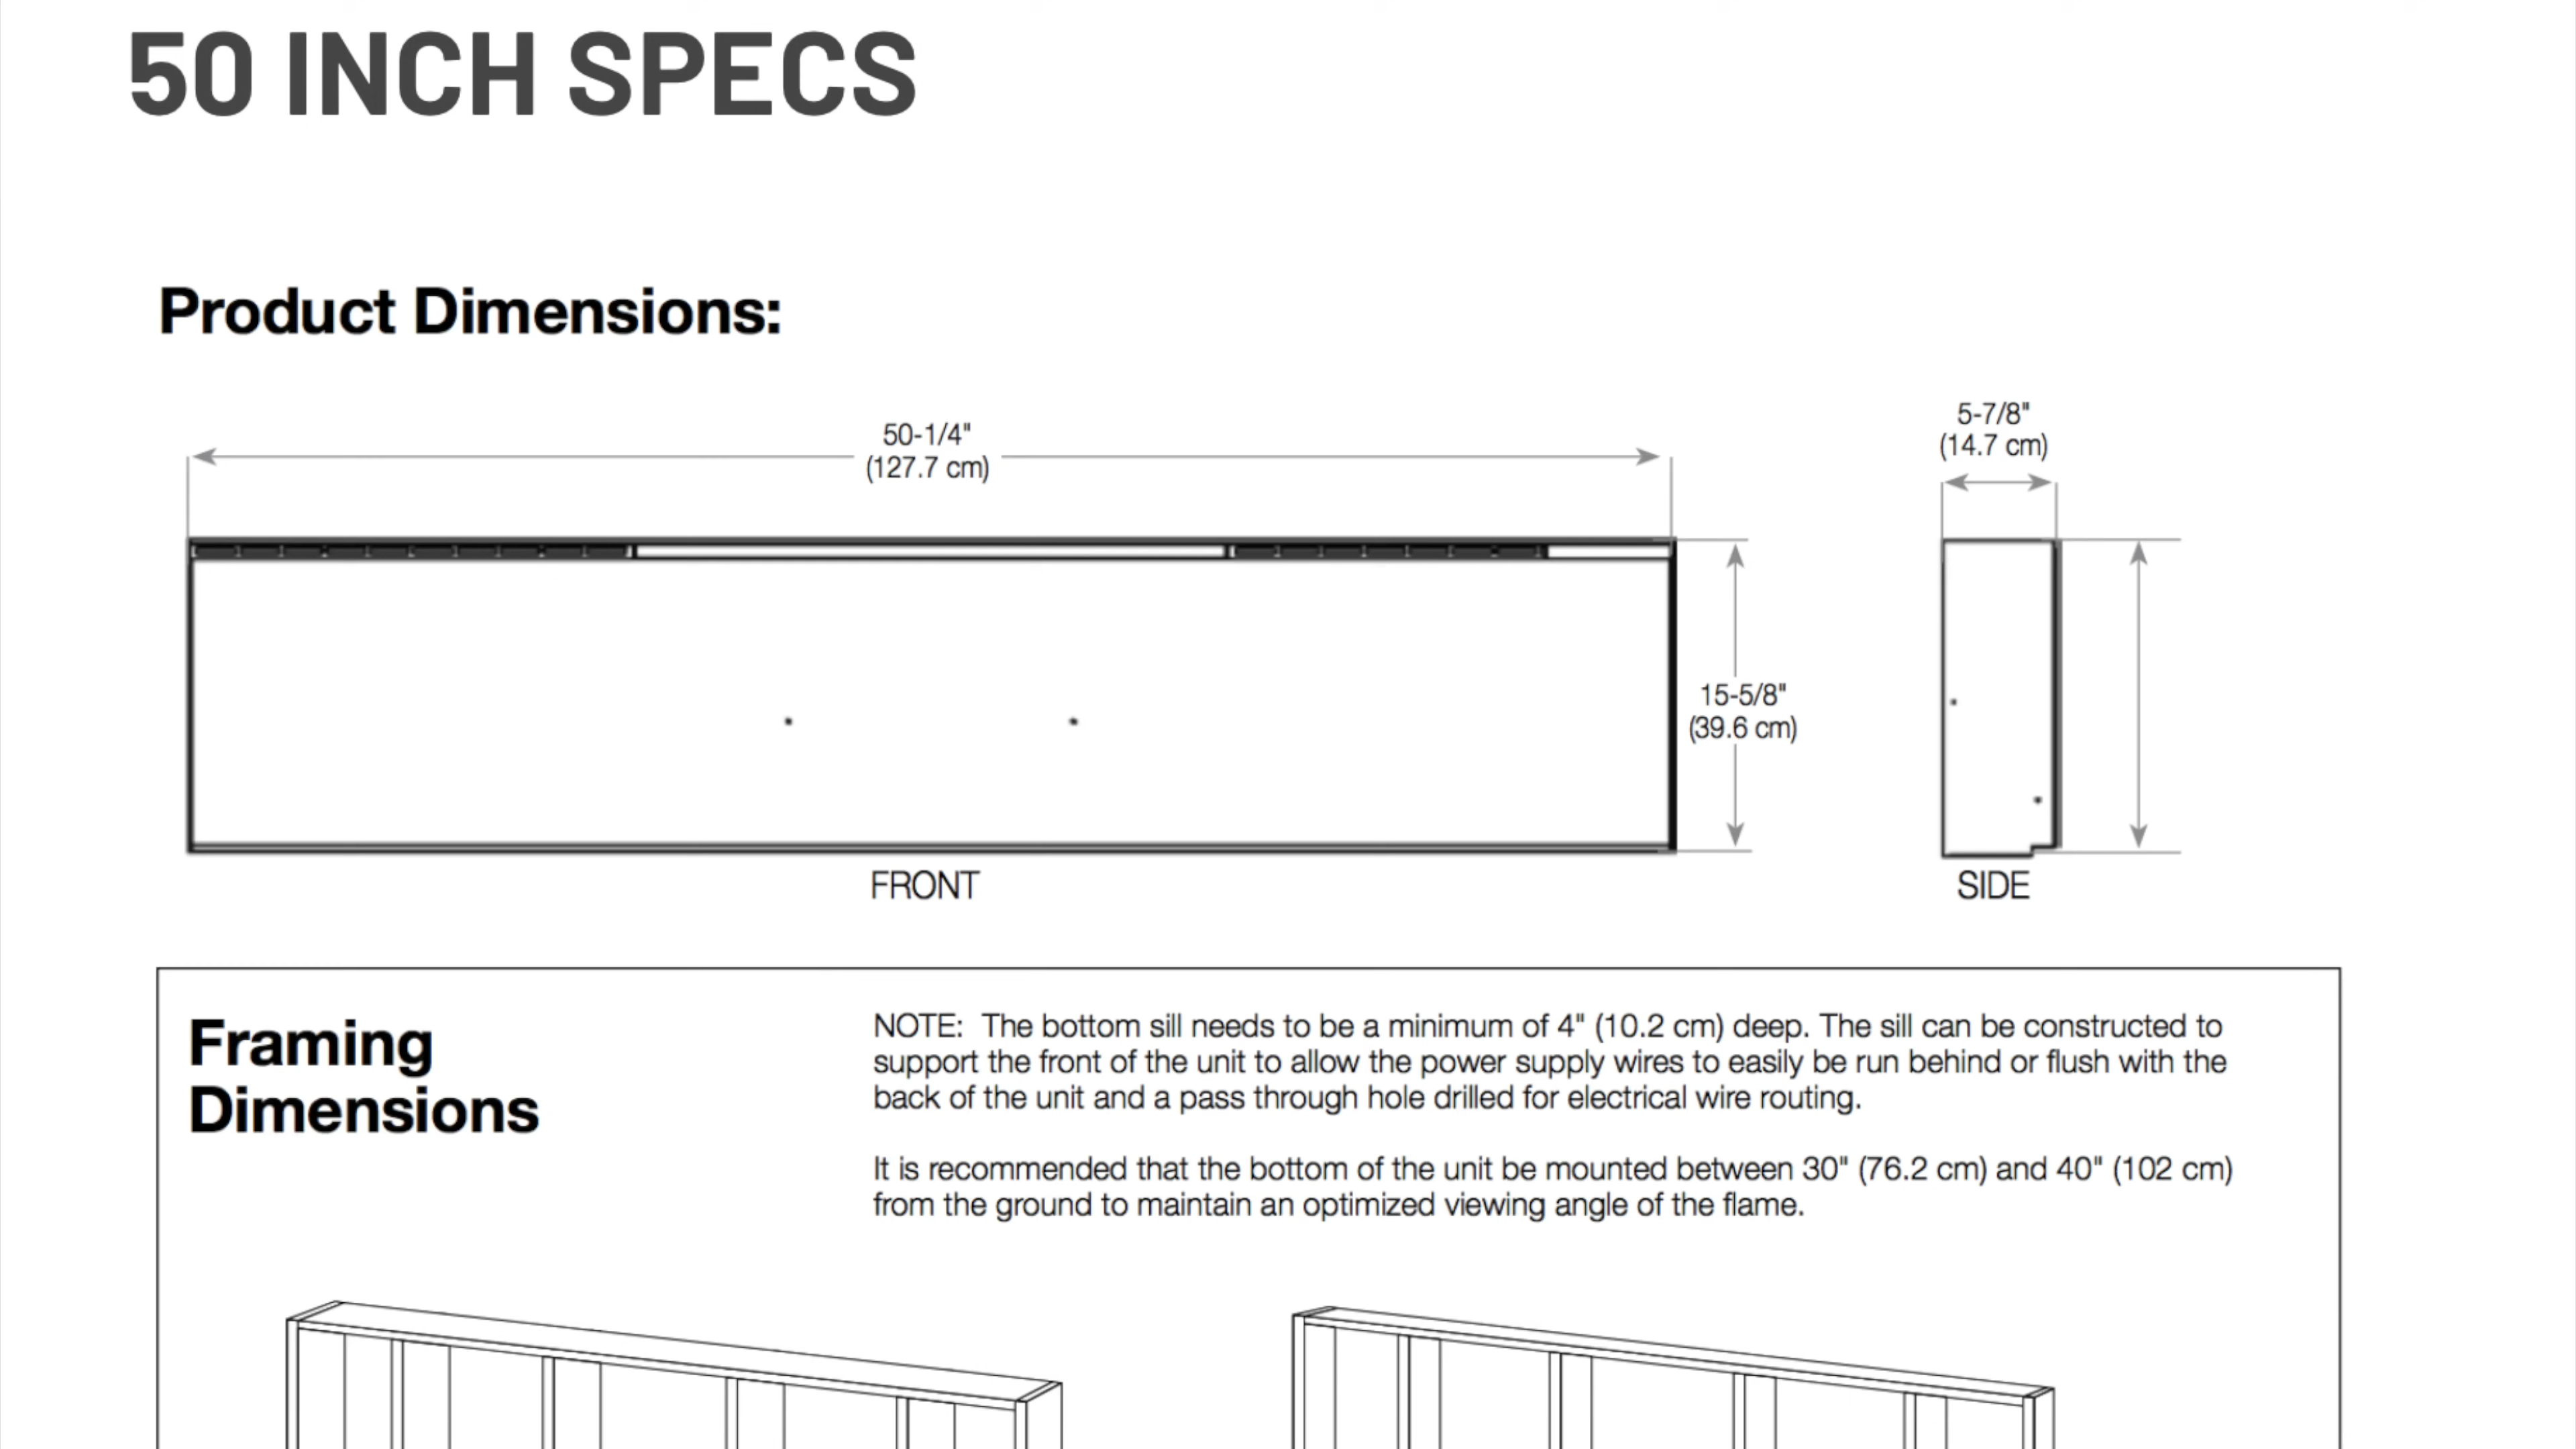 50 INCH SPECS
Product Dimensions:
50-1/4"
(127.7 cm)
5-7/8"
(14.7 cm)
15-5/8"
(39.6 cm)
FRONT
SIDE
Framing
Dimensions
NOTE:  The bottom sill needs to be a minimum of 4" (10.2 cm) deep. The sill can be constructed to
support the front of the unit to allow the power supply wires to easily be run behind or flush with the
back of the unit and a pass through hole drilled for electrical wire routing.
It is recommended that the bottom of the unit be mounted between 30" (76.2 cm) and 40" (102 cm)
from the ground to maintain an optimized viewing angle of the flame.